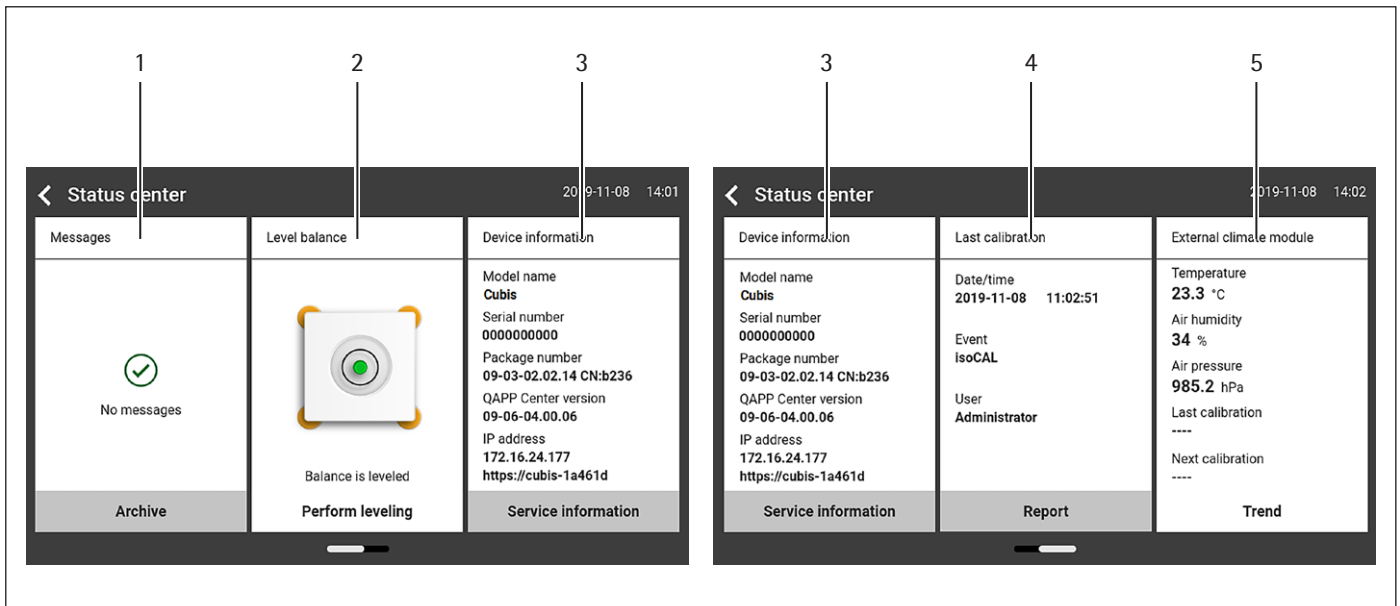 1
2
3
3
4
5
Status center
2019-11-08 14:01
Messages
No messages
Archive
Level balance
Balance is leveled
Perform leveling
Device information
Model name
Cubis
Serial number
0000000000
Package number
09-03-02.02.14 CN:b236
QAPP Center version
09-06-04.00.06
IP address
172.16.24.177
https://cubis-1a461d
Service information
Status center
2019-11-08 14:02
Device information
Model name
Cubis
Serial number
0000000000
Package number
09-03-02.02.14 CN:b236
QAPP Center version
09-06-04.00.06
IP address
172.16.24.177
https://cubis-1a461d
Service information
Last calibration
Date/time
2019-11-08 11:02:51
Event
isoCAL
User
Administrator
Report
External climate module
Temperature
23.3 °C
Air humidity
34 %
Air pressure
985.2 hPa
Last calibration
----
Next calibration
----
Trend